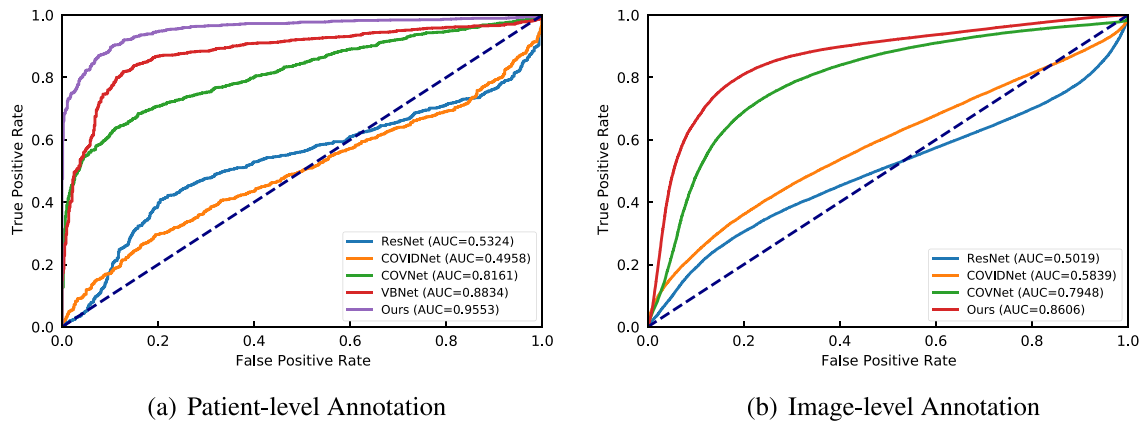 1.0
0.8
0.6
0.4
0.2
0.0
0.0 0.2 0.4 0.6 0.8 1.0
True Positive Rate
False Positive Rate
ResNet (AUC=0.5324)
COVIDNet (AUC=0.4958)
COVNet (AUC=0.8161)
VBNet (AUC=0.8834)
Ours (AUC=0.9553)
(a) Patient-level Annotation
1.0
0.8
0.6
0.4
0.2
0.0
0.0 0.2 0.4 0.6 0.8 1.0
True Positive Rate
False Positive Rate
ResNet (AUC=0.5019)
COVIDNet (AUC=0.5839)
COVNet (AUC=0.7948)
Ours (AUC=0.8606)
(b) Image-level Annotation